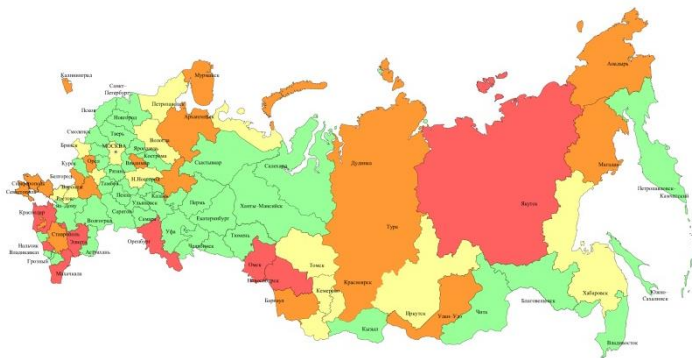 Калининград
Мурманск
Санкт-
Петербург
Петрозаводск
Анадырь
Псков
Новгород
Архангельск
Смоленск
Тверь
Вологда
МОСКВА
Ярославль
Кострома
Брянск
Владимир
Сыктывкар
Салехард
Дудинка
Курск
Орел
Рязань
Магадан
Белгород
Н.Новгород
Симферополь
Воронеж
Тамбов
Казань
Пермь
Ханты-Мансийск
Петропавловск-
Камчатский
Севастополь
Ростов-
на-Дону
Пенза
Ульяновск
Якутск
Краснодар
Саратов
Самара
Екатеринбург
Тура
Волгоград
Уфа
Тюмень
Ставрополь
Элиста
Оренбург
Челябинск
Нальчик
Владикавказ
Астрахань
Грозный
Омск
Томск
Махачкала
Новосибирск
Кемерово
Красноярск
Южно-
Сахалинск
Барнаул
Иркутск
Улан-Удэ
Чита
Благовещенск
Хабаровск
Кызыл
Владивосток